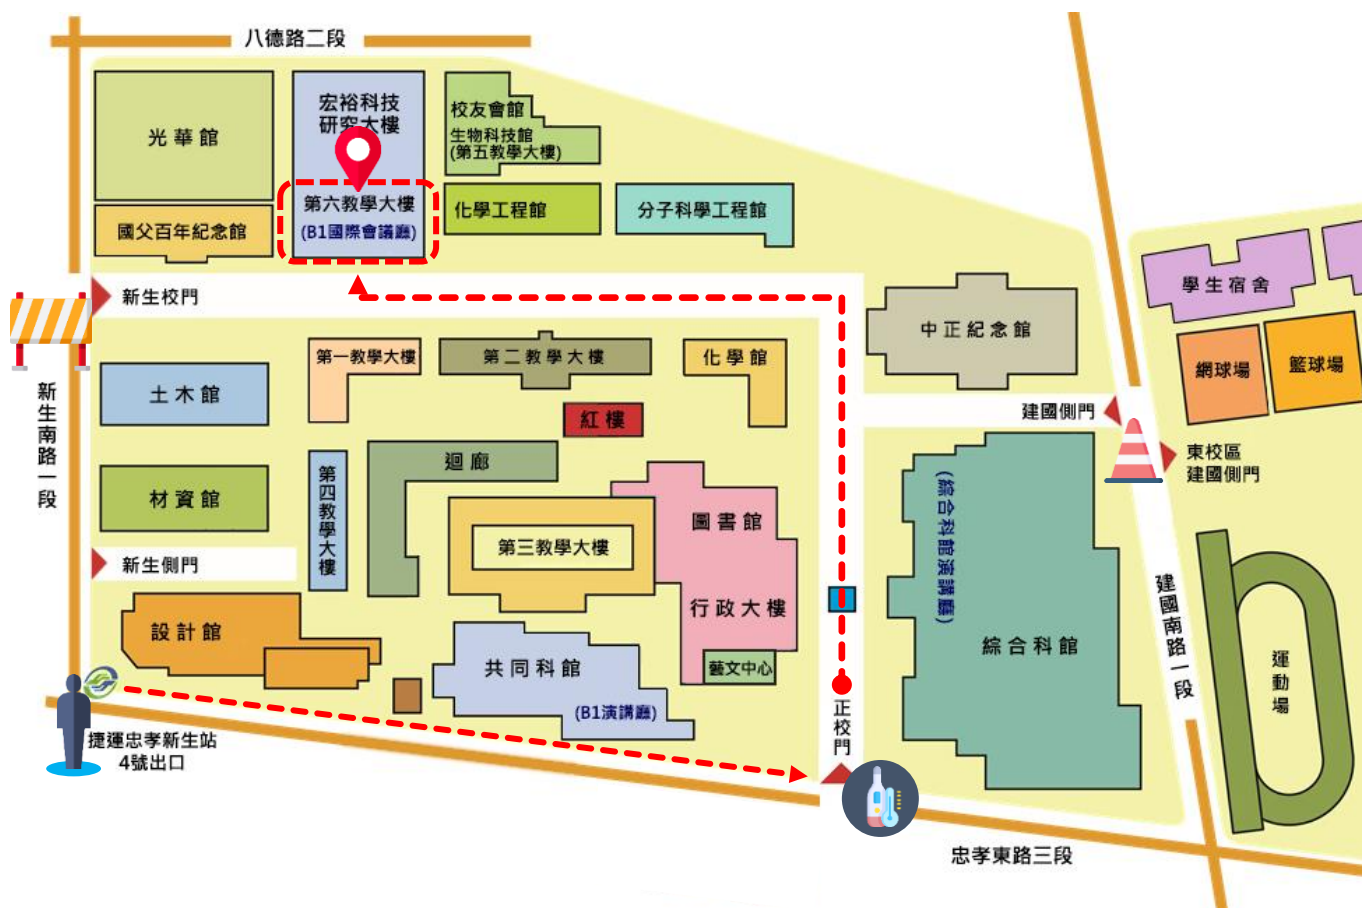 八德路二段
光華館
宏裕科技
研究大樓
校友會館
生物科技館
(第五教學大樓)
國父百年紀念館
第六教學大樓
(B1國際會議廳)
化學工程館
分子科學工程館
學生宿舍
新生校門
中正紀念館
第一教學大樓
第二教學大樓
化學館
網球場
籃球場
土木館
紅樓
建國側門
新生南路一段
迴廊
東校區
建國側門
材資館
第四教學大樓
圖書館
(綜合科館演講廳)
第三教學大樓
新生側門
行政大樓
建國南路一段
設計館
綜合科館
共同科館
藝文中心
運動場
(B1演講廳)
正校門
捷運忠孝新生站
4號出口
忠孝東路三段